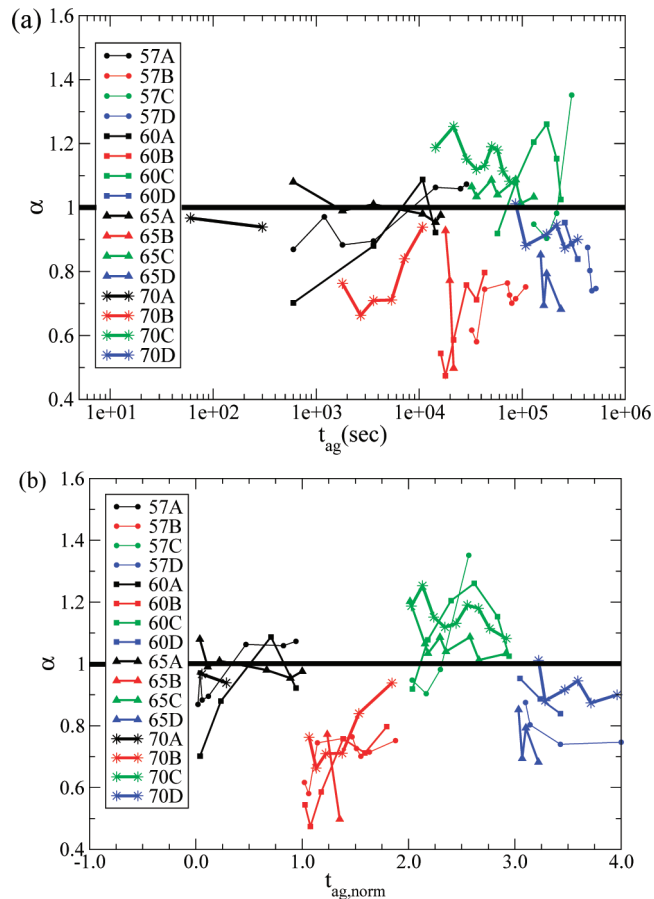 (a)
1.6
1.4
1.2
1
0.8
0.6
0.4
α
57A
57B
57C
57D
60A
60B
60C
60D
65A
65B
65C
65D
70A
70B
70C
70D
1e+01 1e+02 1e+03 1e+04 1e+05 1e+06
t_ag(sec)
(b)
1.6
1.4
1.2
1
0.8
0.6
0.4
α
57A
57B
57C
57D
60A
60B
60C
60D
65A
65B
65C
65D
70A
70B
70C
70D
-1.0 0.0 1.0 2.0 3.0 4.0
t_ag,norm